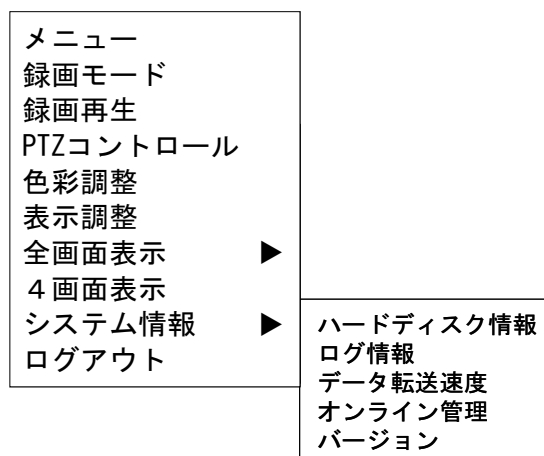 メニュー
録画モード
録画再生
PTZコントロール
色彩調整
表示調整
全画面表示 ▶
４画面表示
システム情報 ▶
ログアウト
ハードディスク情報
ログ情報
データ転送速度
オンライン管理
バージョン